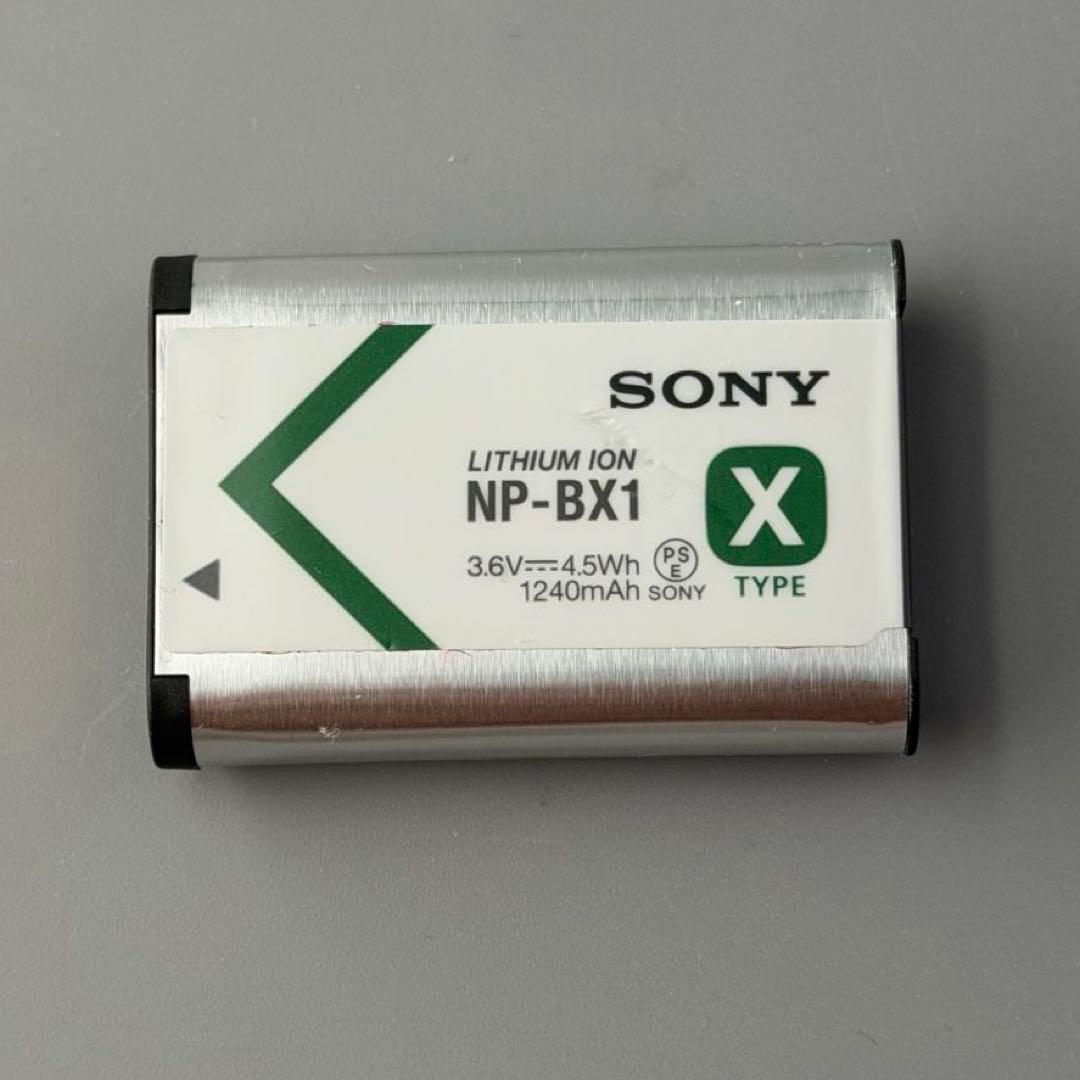 SONY
LITHIUM ION
NP-BX1
X
TYPE
3.6V⎓4.5Wh
1240mAh
PS
E
SONY